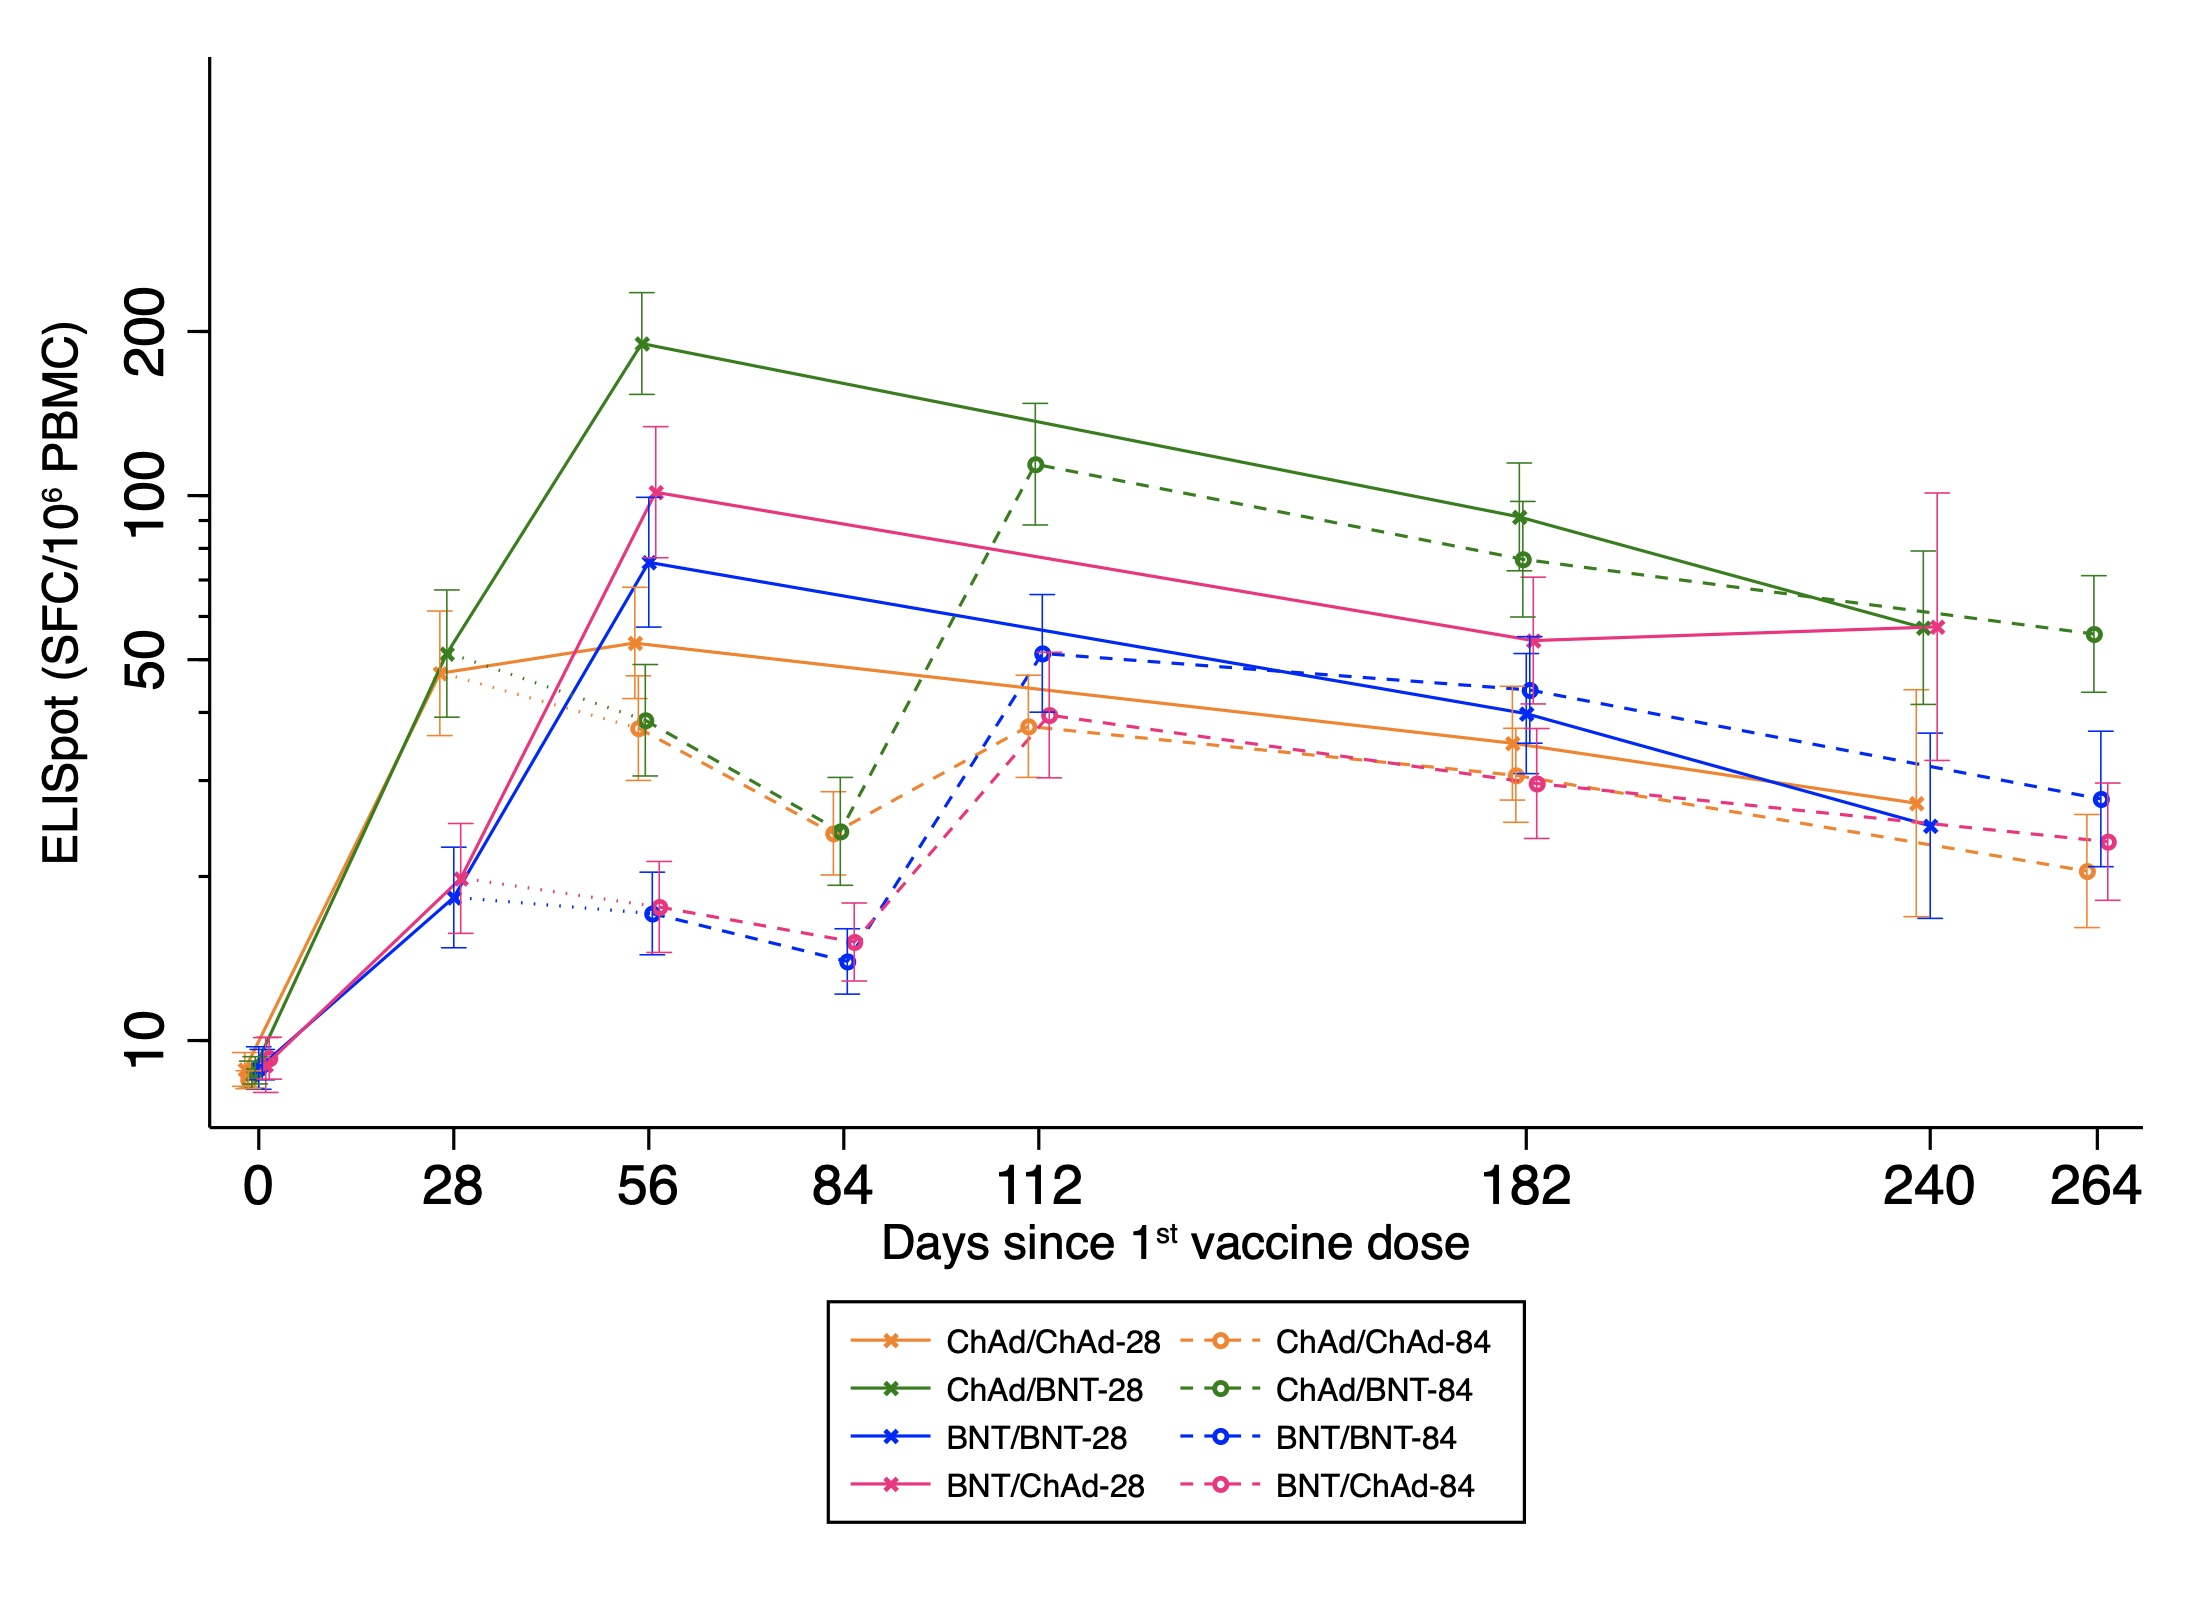 ELISpot (SFC/10⁶ PBMC)
200
100
50
10
0 28 56 84 112 182 240 264
Days since 1ˢᵗ vaccine dose
ChAd/ChAd-28 ChAd/ChAd-84
ChAd/BNT-28 ChAd/BNT-84
BNT/BNT-28 BNT/BNT-84
BNT/ChAd-28 BNT/ChAd-84